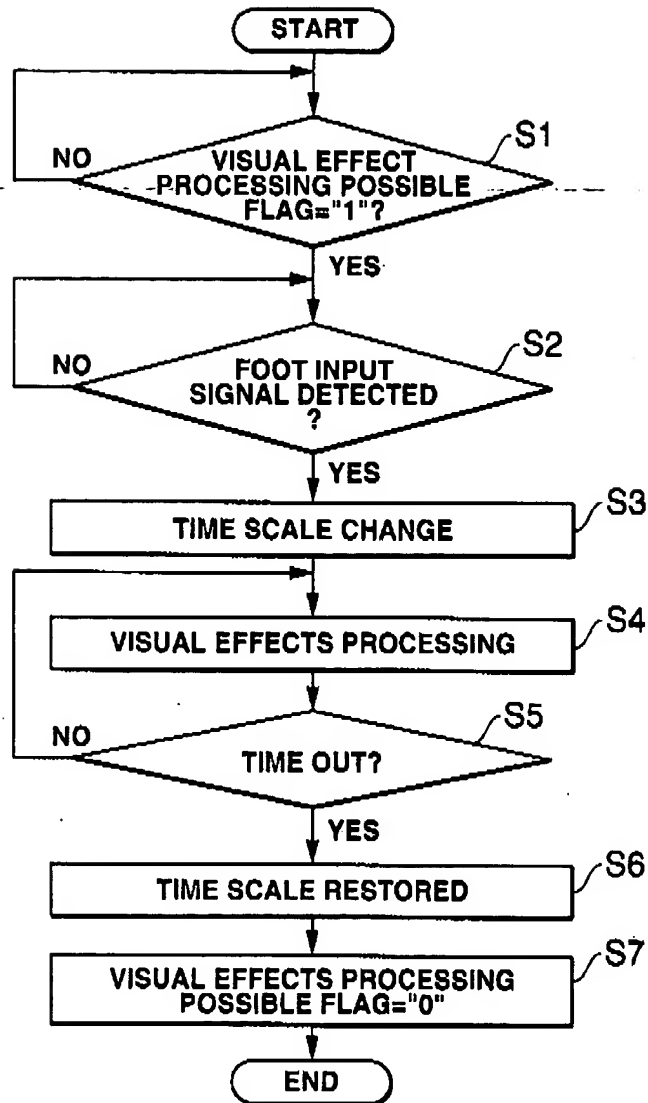 START
S1
NO
VISUAL EFFECT
PROCESSING POSSIBLE
FLAG="1"?
YES
S2
NO
FOOT INPUT
SIGNAL DETECTED
?
YES
S3
TIME SCALE CHANGE
S4
VISUAL EFFECTS PROCESSING
S5
NO
TIME OUT?
YES
S6
TIME SCALE RESTORED
S7
VISUAL EFFECTS PROCESSING
POSSIBLE FLAG="0"
END